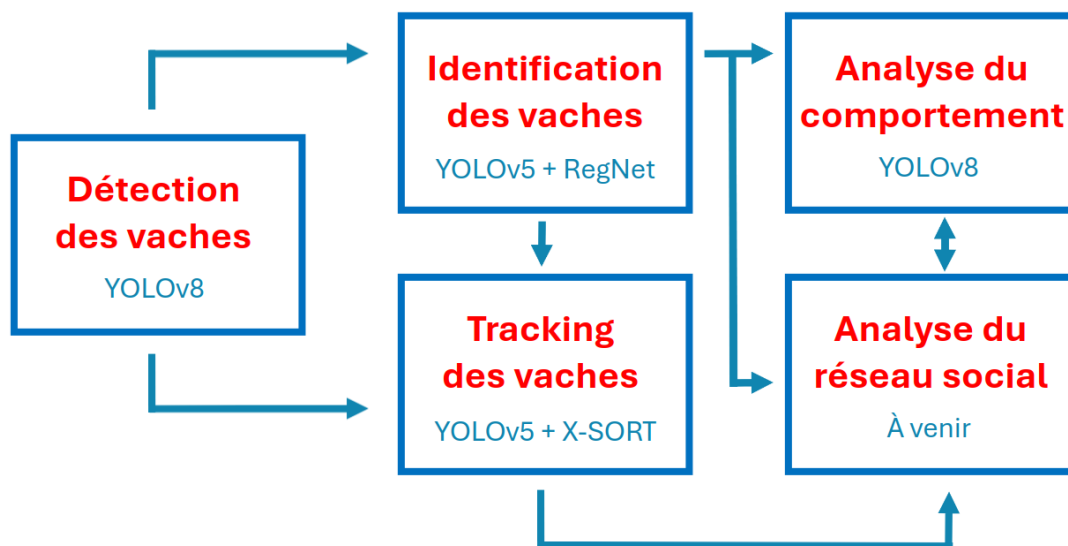 Détection
des vaches
YOLOv8
Identification
des vaches
YOLOv5 + RegNet
Tracking
des vaches
YOLOv5 + X-SORT
Analyse du
comportement
YOLOv8
Analyse du
réseau social
À venir